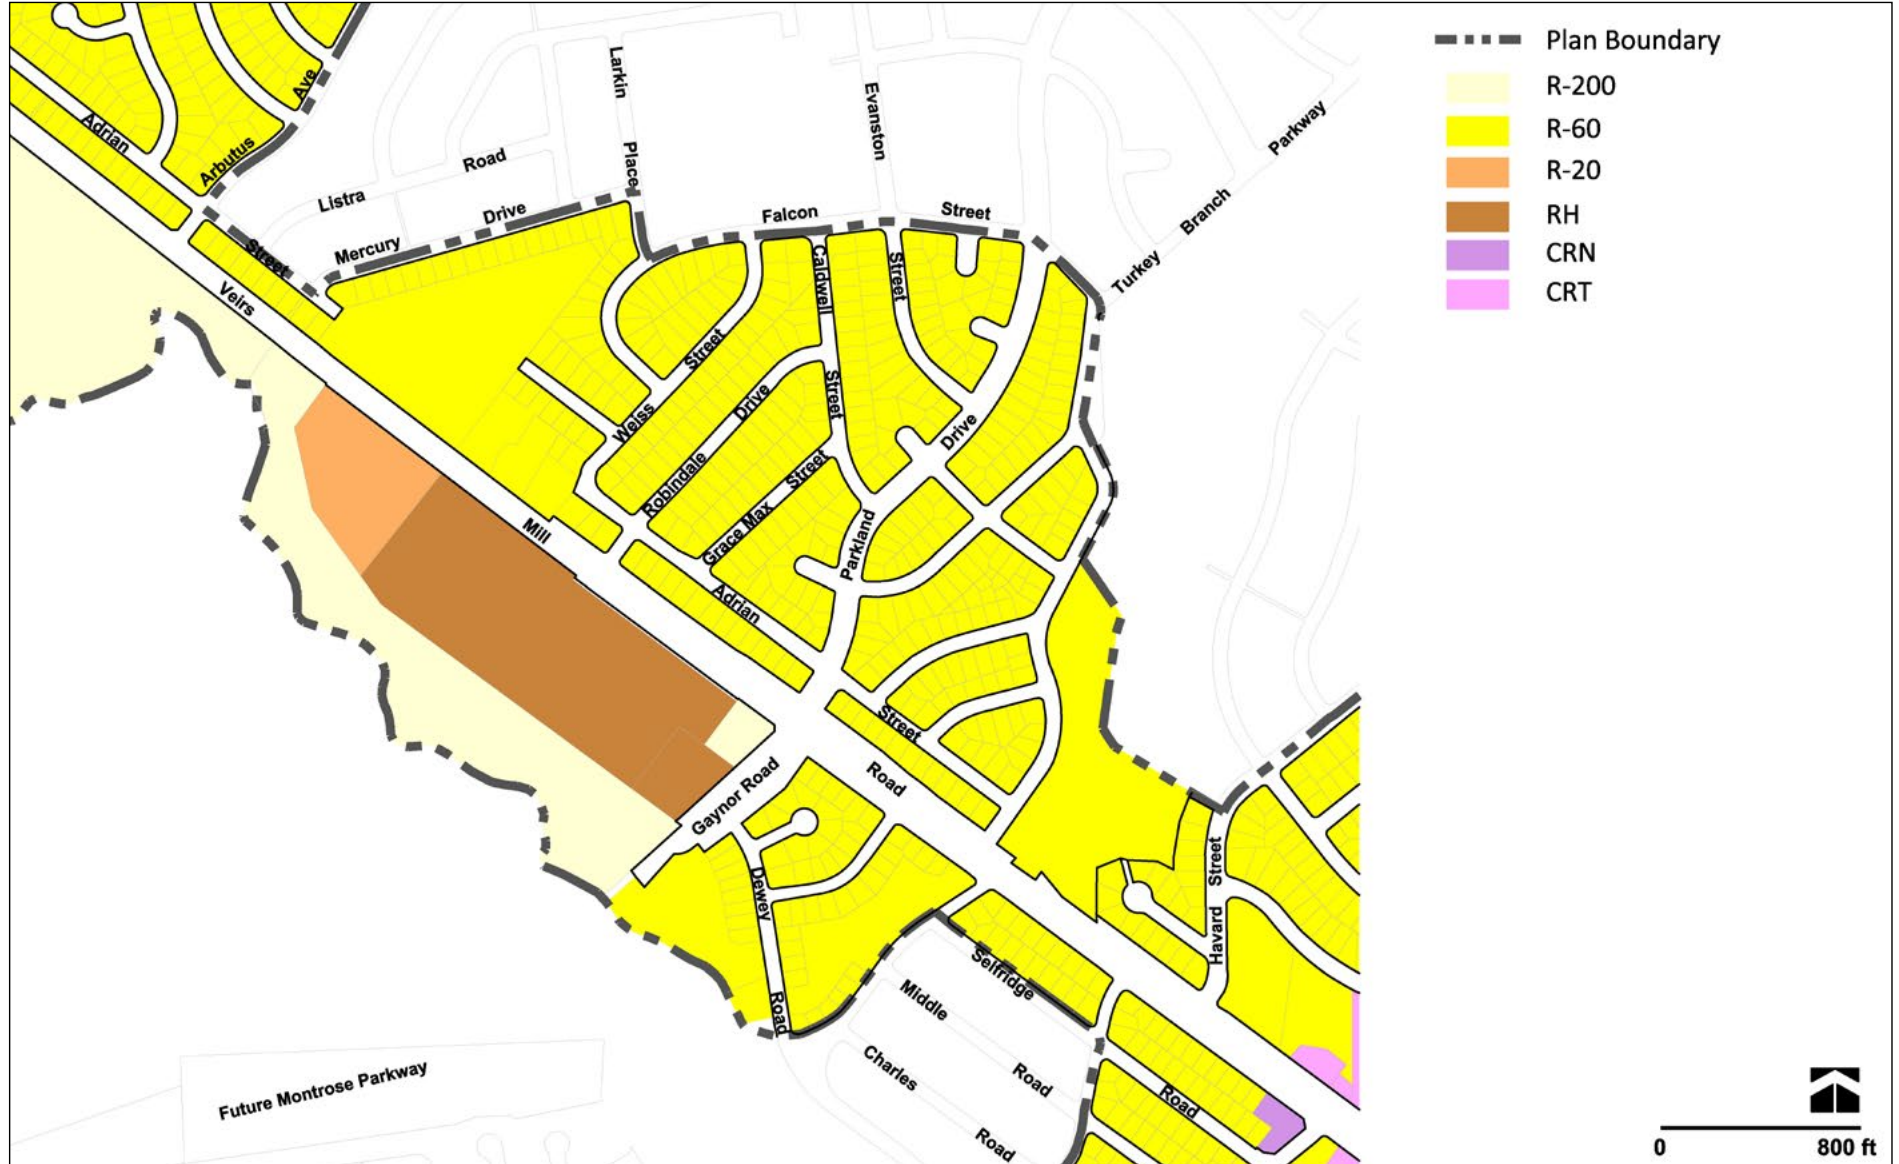 Plan Boundary
R-200
R-60
R-20
RH
CRN
CRT
Larkin
Place
Evanston
Street
Parkway
Branch
Turkey
Ave
Arbutus
Adrian
Street
Listra
Road
Mercury
Drive
Falcon
Street
Caldwell
Street
Veirs
Mill
Road
Weiss
Street
Robindale
Drive
Grace Max
Street
Parkland
Drive
Adrian
Street
Gaynor Road
Dewey
Road
Havard
Street
Selfridge
Road
Middle
Road
Charles
Road
Future Montrose Parkway
0
800 ft